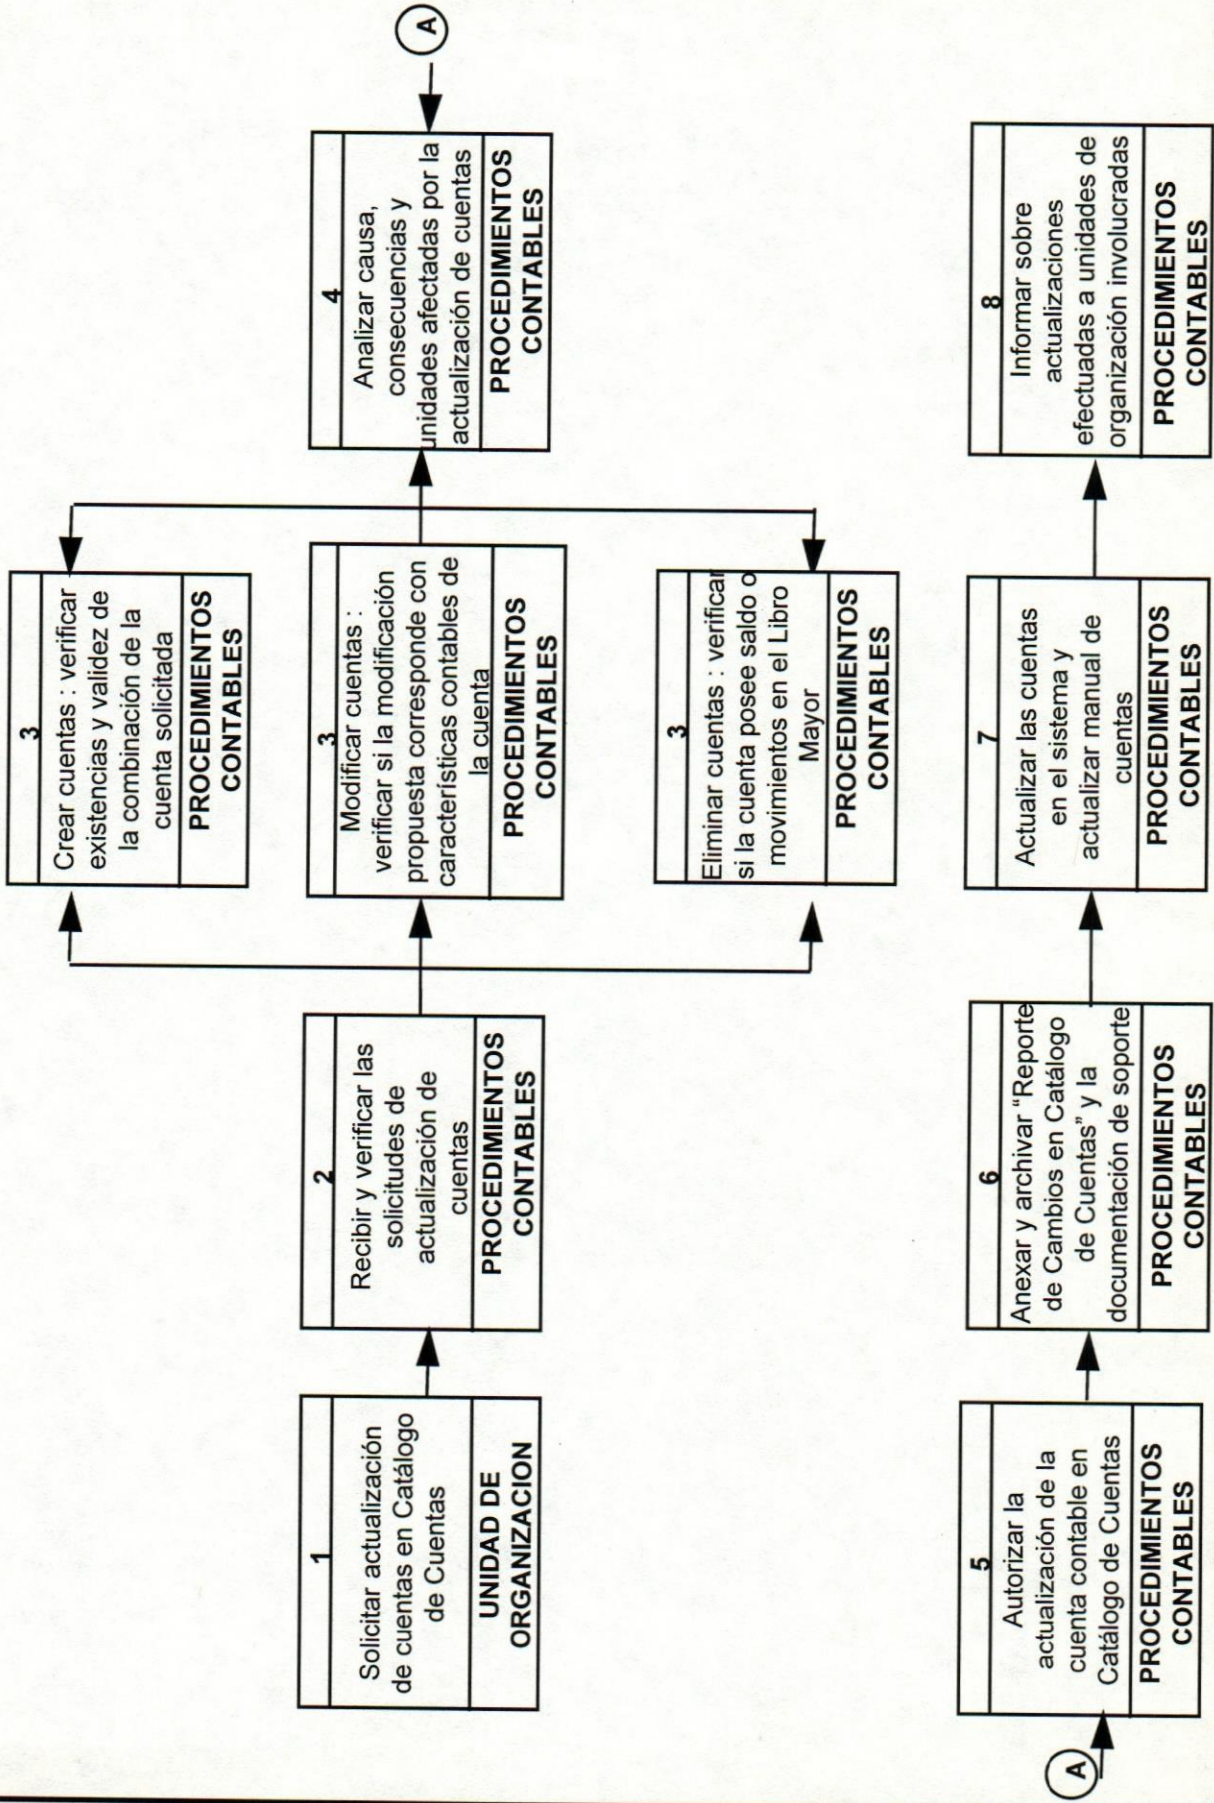 1
Solicitar actualización
de cuentas en Catálogo
de Cuentas
UNIDAD DE
ORGANIZACION
2
Recibir y verificar las
solicitudes de
actualización de
cuentas
PROCEDIMIENTOS
CONTABLES
3
Crear cuentas : verificar
existencias y validez de
la combinación de la
cuenta solicitada
PROCEDIMIENTOS
CONTABLES
3
Modificar cuentas :
verificar si la modificación
propuesta corresponde con
características contables de
la cuenta
PROCEDIMIENTOS
CONTABLES
3
Eliminar cuentas : verificar
si la cuenta posee saldo o
movimientos en el Libro
Mayor
PROCEDIMIENTOS
CONTABLES
4
Analizar causa,
consecuencias y
unidades afectadas por la
actualización de cuentas
PROCEDIMIENTOS
CONTABLES
A
A
5
Autorizar la
actualización de la
cuenta contable en
Catálogo de Cuentas
PROCEDIMIENTOS
CONTABLES
6
Anexar y archivar “Reporte
de Cambios en Catálogo
de Cuentas” y la
documentación de soporte
PROCEDIMIENTOS
CONTABLES
7
Actualizar las cuentas
en el sistema y
actualizar manual de
cuentas
PROCEDIMIENTOS
CONTABLES
8
Informar sobre
actualizaciones
efectuadas a unidades de
organización involucradas
PROCEDIMIENTOS
CONTABLES